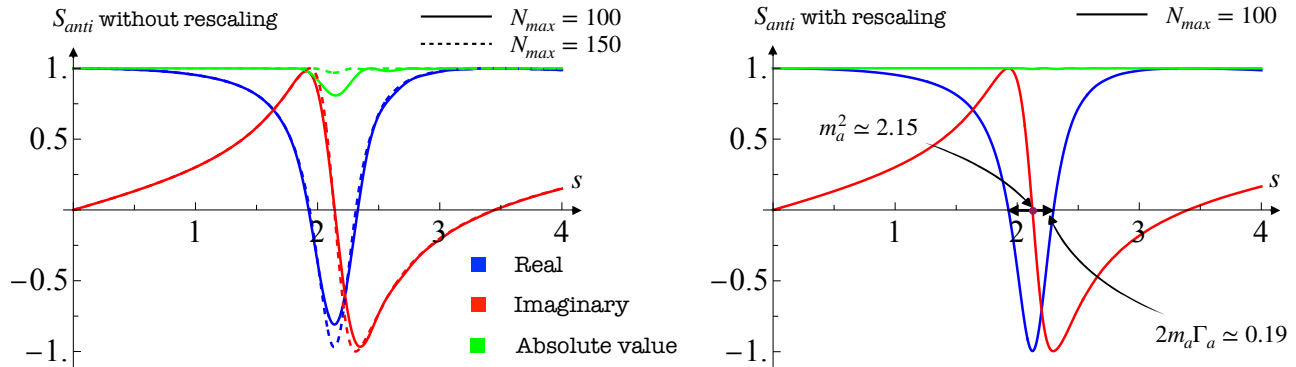 S_anti without rescaling
N_max = 100
N_max = 150
1.
0.5
-0.5
-1.
1
2
3
4
s
Real
Imaginary
Absolute value
S_anti with rescaling
N_max = 100
1.
0.5
-0.5
-1.
1
2
3
4
s
m_a^2 ≃ 2.15
2m_aΓ_a ≃ 0.19